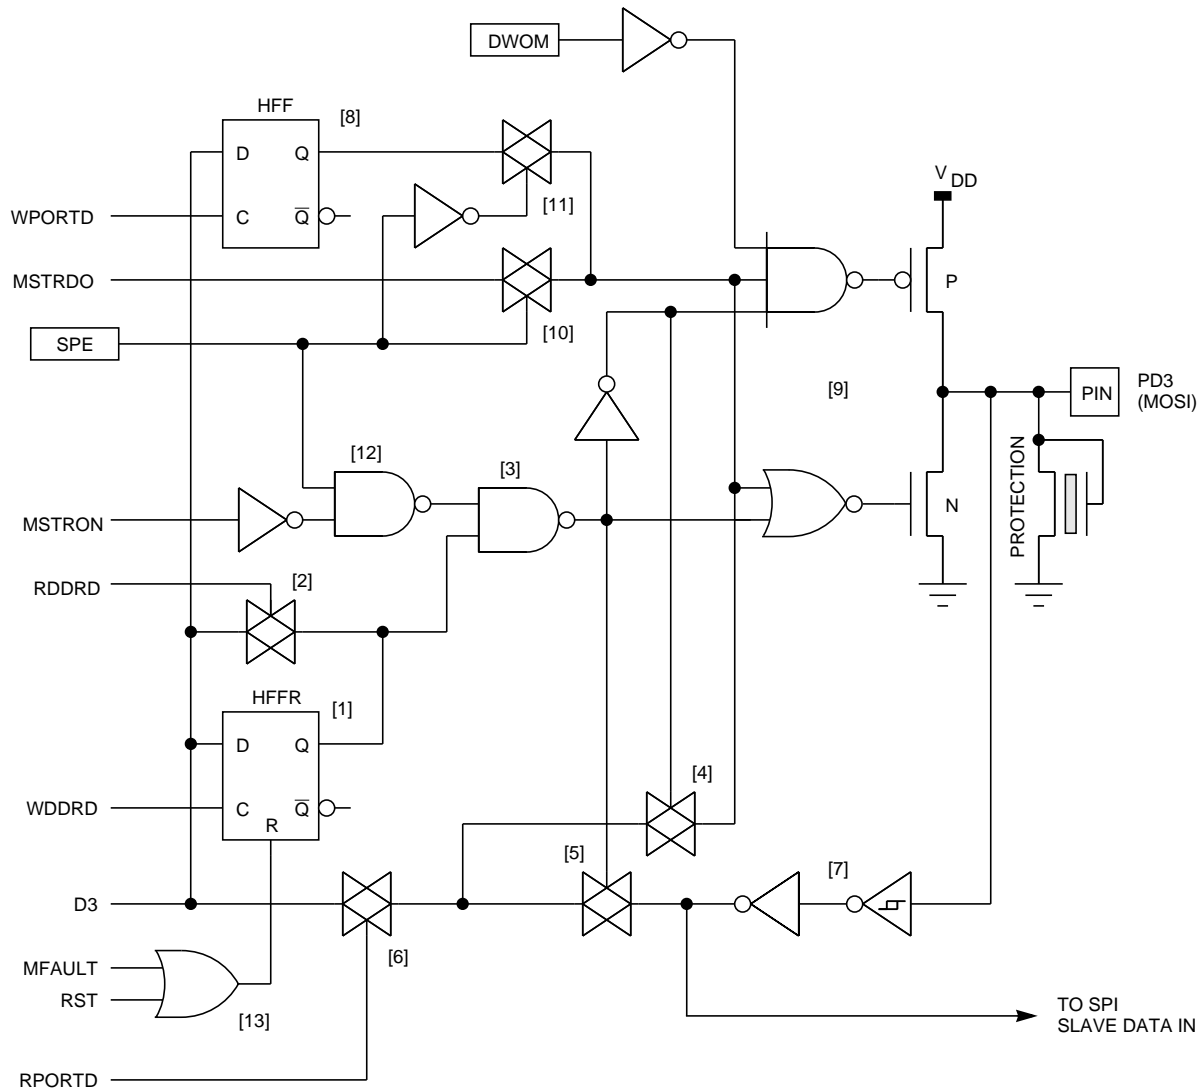 DWOM
HFF
[8]
D
Q
WPORTD
C
Q
[11]
V DD
MSTRDO
P
[10]
SPE
[9]
PIN
PD3
(MOSI)
[12]
[3]
PROTECTION
MSTRON
N
RDDRD
[2]
HFFR
[1]
D
Q
[4]
WDDRD
C
Q
R
[5]
[7]
D3
[6]
MFAULT
RST
[13]
TO SPI
SLAVE DATA IN
RPORTD